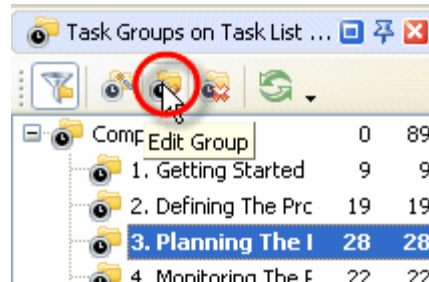 Task Groups on Task List ...
Edit Group
Comp 0 89
1. Getting Started 9 9
2. Defining The Prc 19 19
3. Planning The I 28 28
4. Monitoring The F 22 22